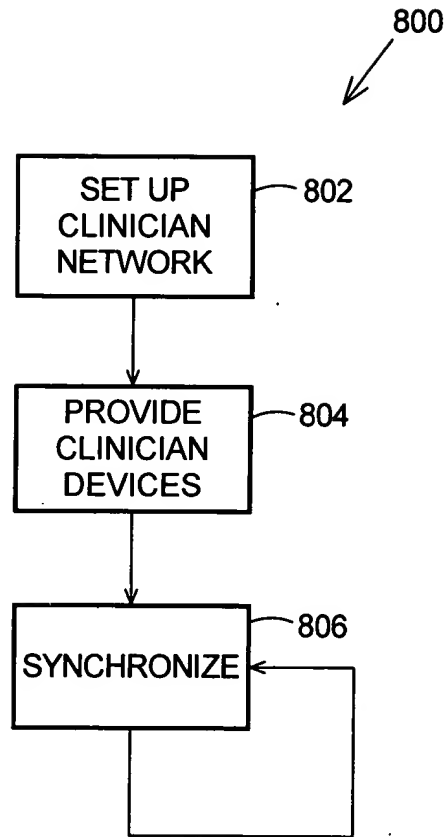 800
SET UP
CLINICIAN
NETWORK
802
PROVIDE
CLINICIAN
DEVICES
804
806
SYNCHRONIZE